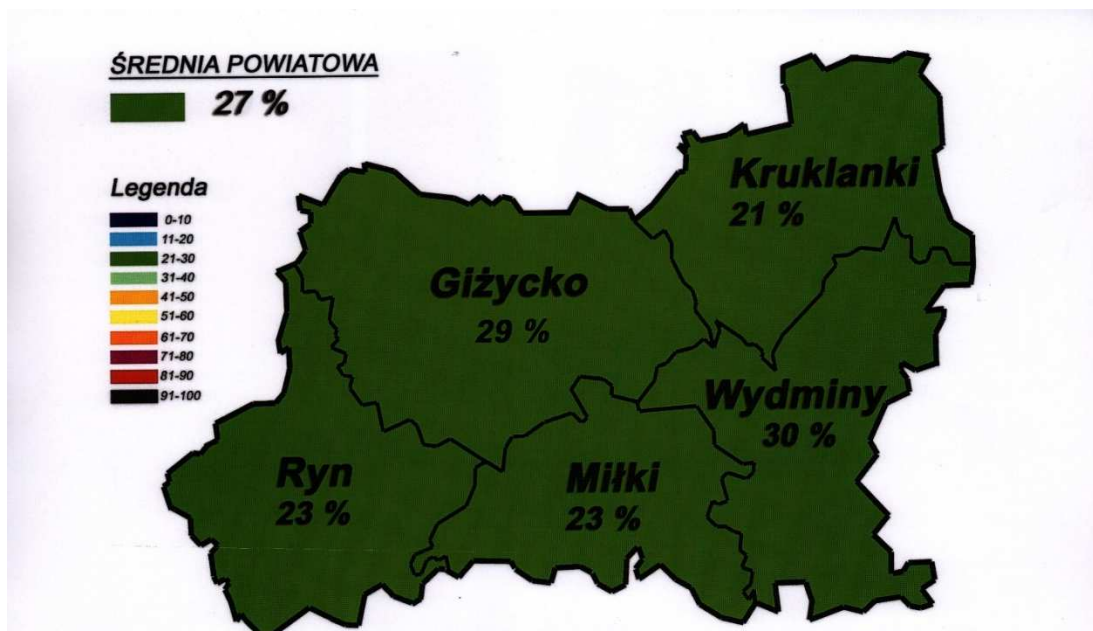 ŚREDNIA POWIATOWA
27 %
Legenda
0-10
11-20
21-30
31-40
41-50
51-60
61-70
71-80
81-90
91-100
Kruklanki
21 %
Giżycko
29 %
Wydminy
30 %
Ryn
23 %
Miłki
23 %